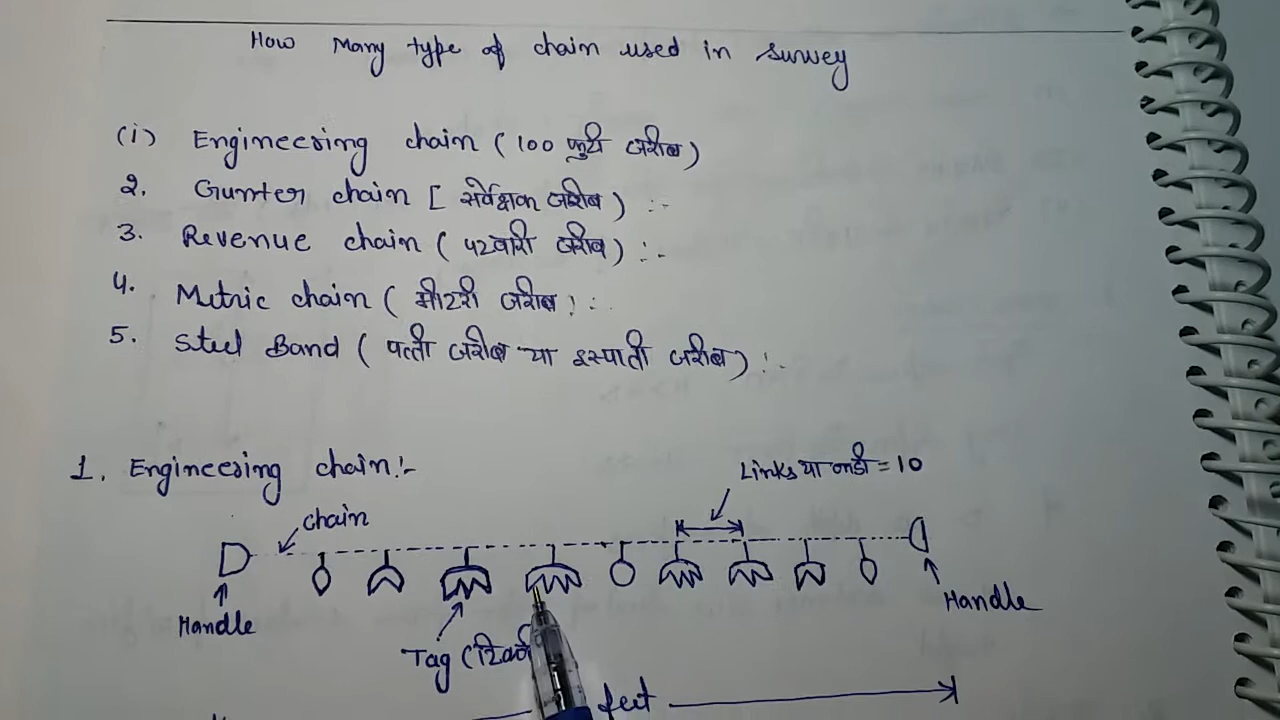 How Many type of chain used in Survey
(i) Engineering chain (100 फुटी जरीब)
2. Gunter chain [ सर्वेक्षक जरीब) :-
3. Revenue chain ( पटवारी जरीब) :-
4. Metric chain ( मीटरी जरीब ) :-
5. Steel Band ( पत्ती जरीब या इस्पाती जरीब) :-
1. Engineering chain:-
Links या कडी = 10
chain
Handle
Handle
Tag
feet